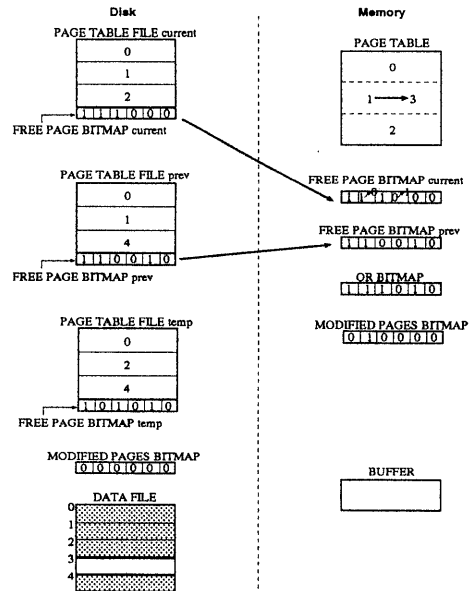 Disk
PAGE TABLE FILE current
0
1
2
1 1 1 0 0 0
FREE PAGE BITMAP current
PAGE TABLE FILE prev
0
1
4
1 1 0 0 1 0
FREE PAGE BITMAP prev
PAGE TABLE FILE temp
0
2
4
1 0 1 0 1 0
FREE PAGE BITMAP temp
MODIFIED PAGES BITMAP
0 0 0 0 0 0
DATA FILE
0
1
2
3
4
Memory
PAGE TABLE
0
1 3
2
FREE PAGE BITMAP current
0 1
1 1 1 0 0 0
FREE PAGE BITMAP prev
1 1 0 0 1 0
OR BITMAP
1 1 1 0 1 0
MODIFIED PAGES BITMAP
0 1 0 0 0 0
BUFFER